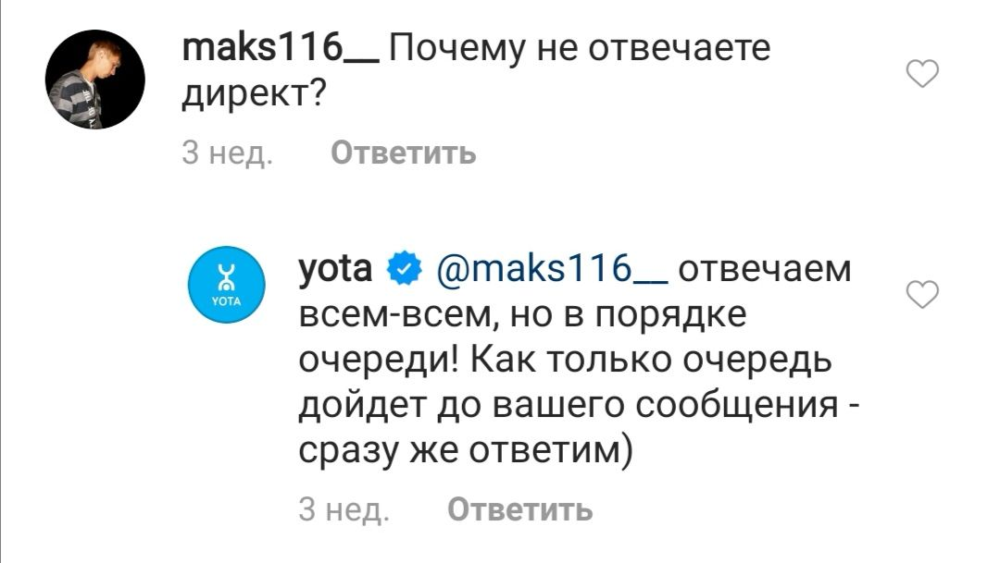 maks116__ Почему не отвечаете
директ?
3 нед. Ответить
yota @maks116__ отвечаем
YOTA
всем-всем, но в порядке
очереди! Как только очередь
дойдет до вашего сообщения -
сразу же ответим)
3 нед. Ответить